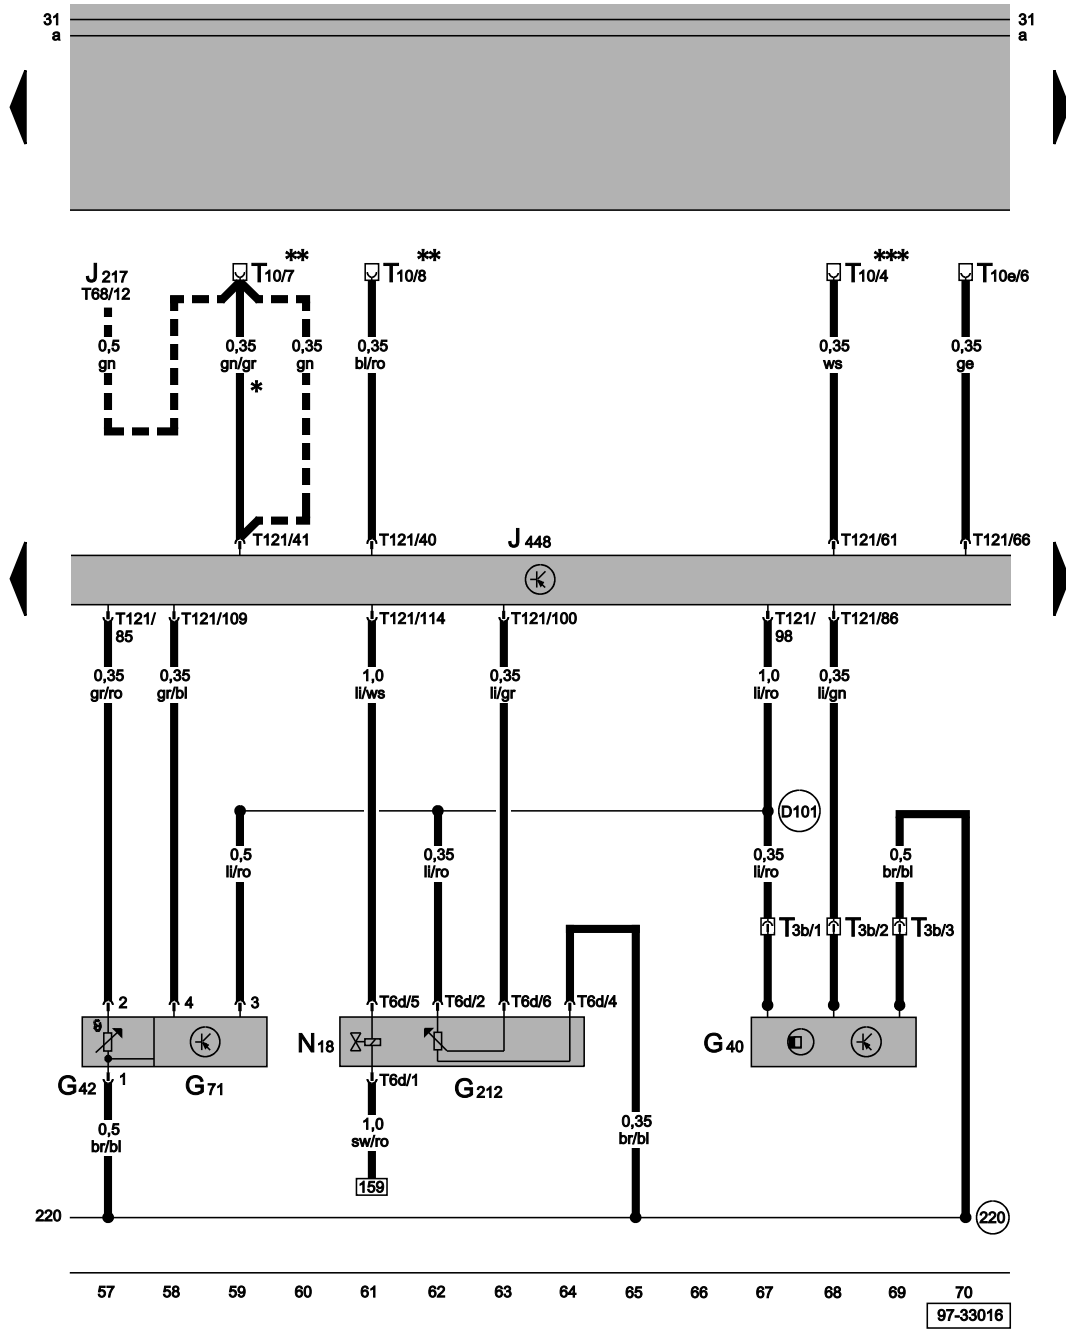 31 31
a a
** ** ***
J217 T10/7 T10/8 T10/4 T10e/6
T68/12
0,5 0,35 0,35 0,35 0,35 0,35
gn gn/gr gn bl/ro ws ge
*
T121/41 T121/40 J448 T121/61 T121/66
T121/ T121/109 T121/114 T121/100 T121/ T121/86
85 98
0,35 0,35 1,0 0,35 1,0 0,35
gr/ro gr/bl li/ws li/gr li/ro li/gn
D101
0,5 0,35 0,35 0,5
li/ro li/ro li/ro br/bl
T3b/1 T3b/2 T3b/3
2 4 3 T6d/5 T6d/2 T6d/6 T6d/4
ϑ
N18 G40
G42 1 G71 T6d/1 G212
0,5 1,0 0,35
br/bl sw/ro br/bl
159
220 220
57 58 59 60 61 62 63 64 65 66 67 68 69 70
97-33016